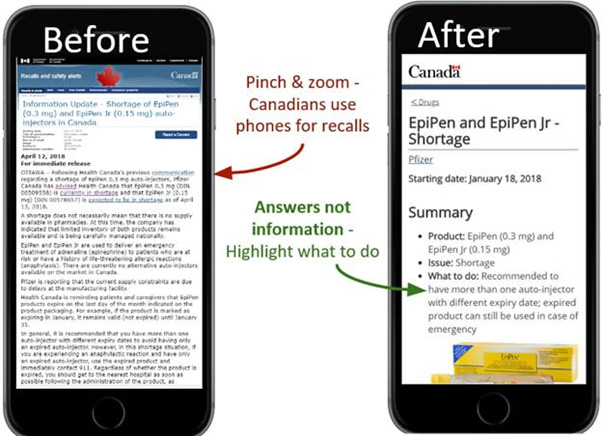 Before
Recalls and safety alerts
Canada
Information Update - Shortage of EpiPen
(0.3 mg) and EpiPen Jr (0.15 mg) auto-
injectors in Canada
April 12, 2018
For immediate release
OTTAWA - Following Health Canada's previous communication
regarding a shortage of EpiPen 0.3 mg auto-injectors, Pfizer
Canada has advised Health Canada that EpiPen 0.3 mg (DIN
00509558) is currently in shortage and that EpiPen Jr (0.15
mg) (DIN 00578657) is expected to be in shortage as of April
13, 2018.
A shortage does not necessarily mean that there is no supply
available in pharmacies. At this time, the company has
indicated that limited inventory of both products remains
available and is being carefully managed nationally.
EpiPen and EpiPen Jr are used to deliver an emergency
treatment of adrenaline (epinephrine) to patients who are at
risk or have a history of life-threatening allergic reactions
(anaphylaxis). There are currently no alternative auto-injectors
available on the market in Canada.
Pfizer is reporting that the current supply constraints are due
to delays at the manufacturing facility.
Health Canada is reminding patients and caregivers that EpiPen
products expire on the last day of the month indicated on the
product packaging. For example, if the product is marked as
expiring in January, it remains valid (not expired) until January
31.
In general, it is recommended that you have more than one
auto-injector with different expiry dates to avoid having only
an expired auto-injector. However, in this shortage situation, if
you are experiencing an anaphylactic reaction and have only
an expired auto-injector, use the expired product and
immediately contact 911. Regardless of whether the product is
expired, you should get to the nearest hospital as soon as
possible following the administration of the product, as
Pinch & zoom -
Canadians use
phones for recalls
Answers not
information -
Highlight what to do
After
Canada
< Drugs
EpiPen and EpiPen Jr -
Shortage
Pfizer
Starting date: January 18, 2018
Summary
• Product: EpiPen (0.3 mg) and
EpiPen Jr (0.15 mg)
• Issue: Shortage
• What to do: Recommended to
have more than one auto-injector
with different expiry date; expired
product can still be used in case of
emergency
EpiPen